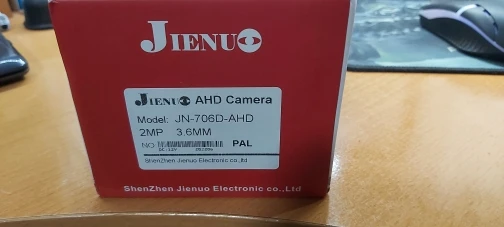 JIENUO
JIENUO AHD Camera
Model: JN-706D-AHD
2MP 3.6MM
NO. PAL
ShenZhen Jienuo Electronic co.,ltd
ShenZhen Jienuo Electronic co.,Ltd